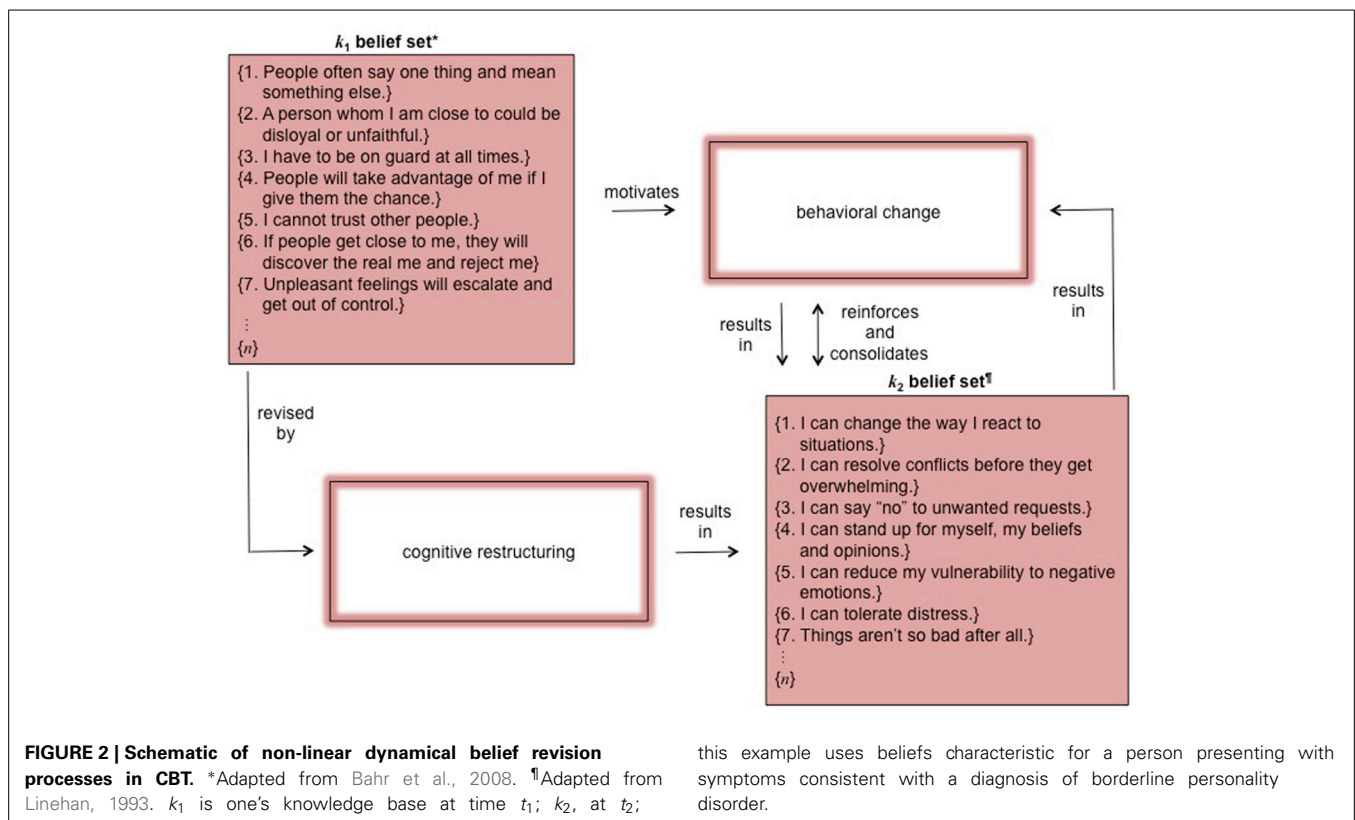 k₁ belief set*
{1. People often say one thing and mean
something else.}
{2. A person whom I am close to could be
disloyal or unfaithful.}
{3. I have to be on guard at all times.}
{4. People will take advantage of me if I
give them the chance.}
{5. I cannot trust other people.}
{6. If people get close to me, they will
discover the real me and reject me}
{7. Unpleasant feelings will escalate and
get out of control.}
⋮
{n}
motivates
behavioral change
results
in
reinforces
and
consolidates
results
in
revised
by
cognitive restructuring
results
in
k₂ belief set¶
{1. I can change the way I react to
situations.}
{2. I can resolve conflicts before they get
overwhelming.}
{3. I can say “no” to unwanted requests.}
{4. I can stand up for myself, my beliefs
and opinions.}
{5. I can reduce my vulnerability to negative
emotions.}
{6. I can tolerate distress.}
{7. Things aren’t so bad after all.}
⋮
{n}
FIGURE 2 | Schematic of non-linear dynamical belief revision
processes in CBT. *Adapted from Bahr et al., 2008. ¶Adapted from
Linehan, 1993. k₁ is one’s knowledge base at time t₁; k₂, at t₂;
this example uses beliefs characteristic for a person presenting with
symptoms consistent with a diagnosis of borderline personality
disorder.